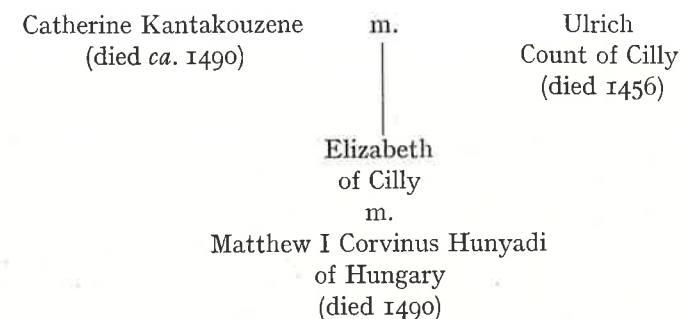 Catherine Kantakouzene m. Ulrich
(died ca. 1490) Count of Cilly
(died 1456)
Elizabeth
of Cilly
m.
Matthew I Corvinus Hunyadi
of Hungary
(died 1490)